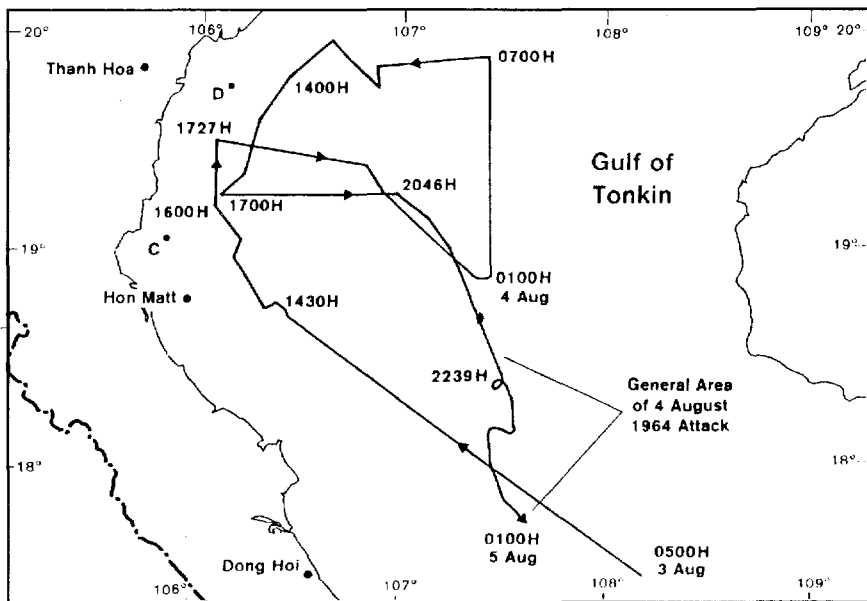 20°
106°
107°
108°
109° 20°
Thanh Hoa
D
0700H
1400H
1727H
Gulf of
Tonkin
2046H
1600H
1700H
19°
C
19°
0100H
4 Aug
Hon Matt
1430H
2239H
General Area
of 4 August
1964 Attack
18°
18°
0100H
5 Aug
0500H
3 Aug
Dong Hoi
106°
107°
108°
109°